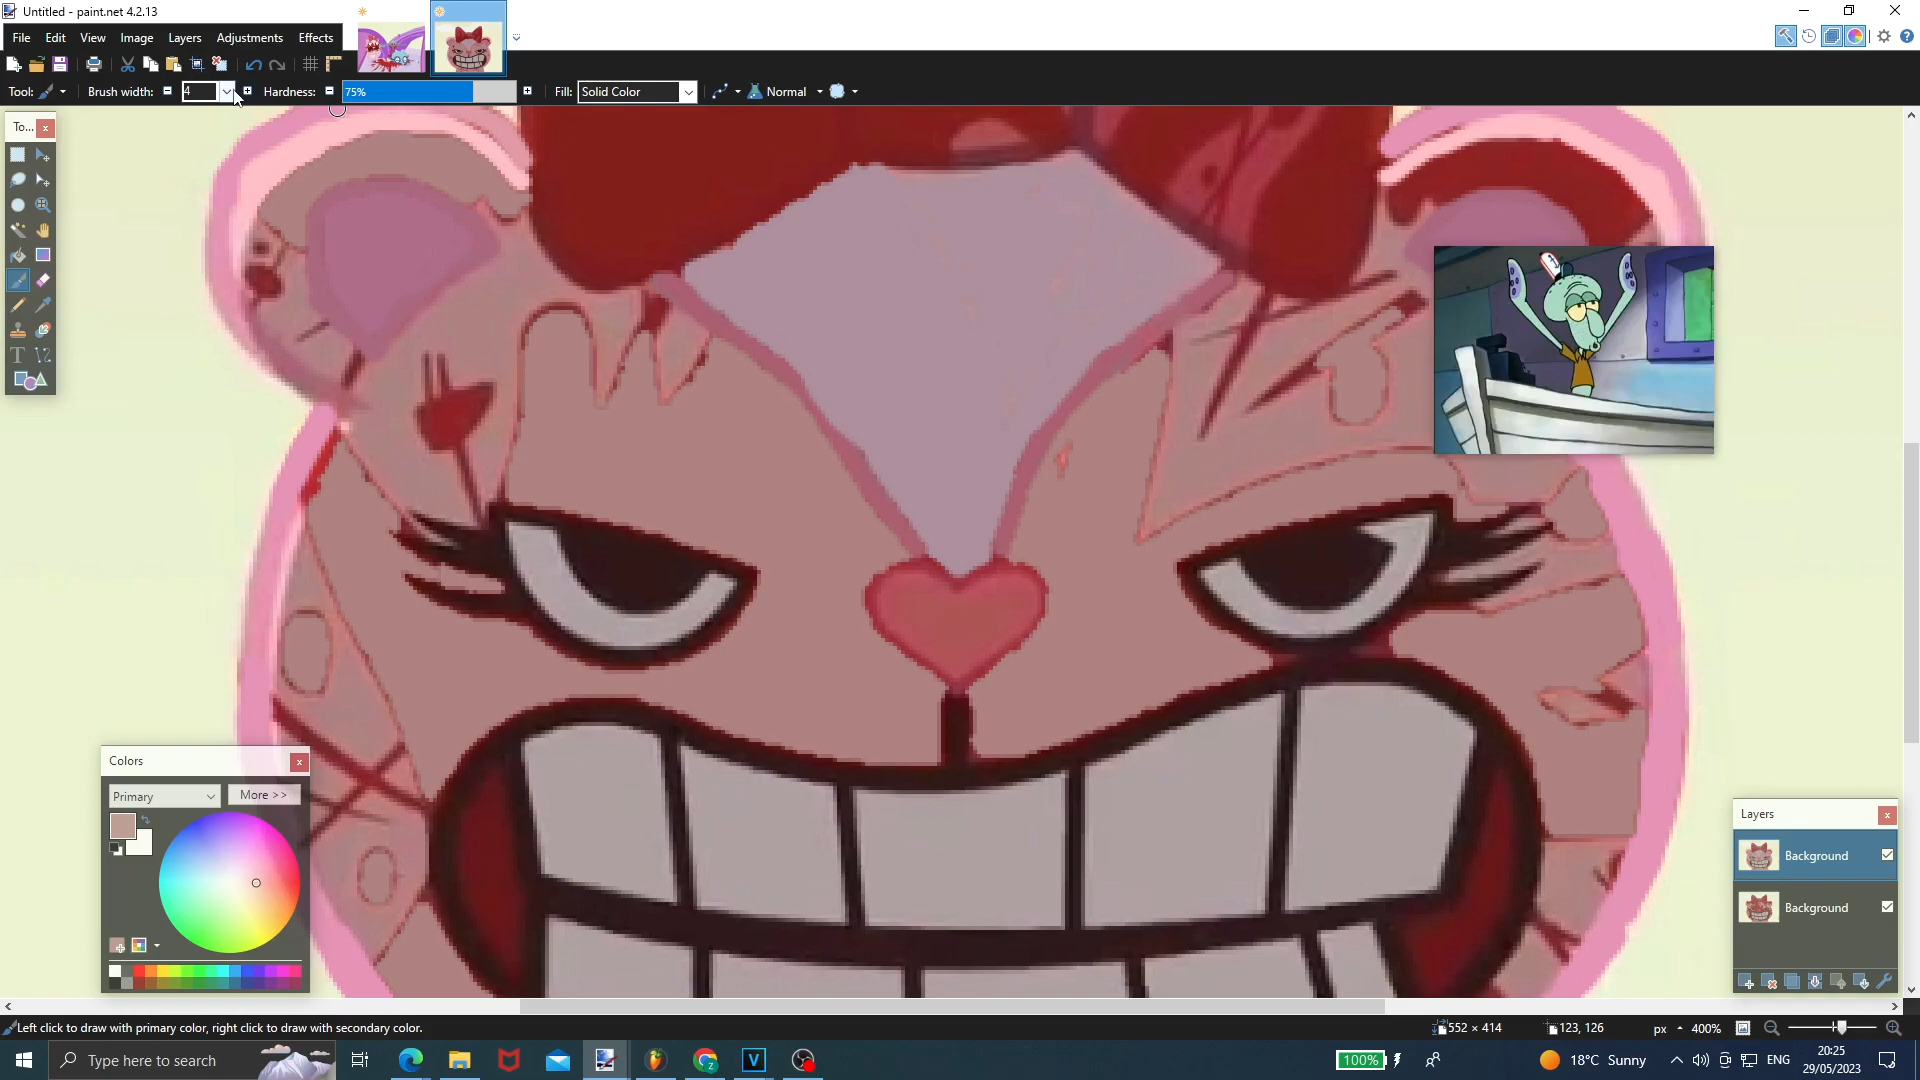 Untitled - paint.net 4.2.13
File Edit View Image Layers Adjustments Effects
Tool: Brush width: 4 Hardness: 75% Fill: Solid Color Normal
To...
Colors
Primary More >>
Layers
Background
Background
Left click to draw with primary color, right click to draw with secondary color. 552 × 414 123, 126 px 400%
Type here to search 100% 18°C Sunny ENG 20:25
29/05/2023